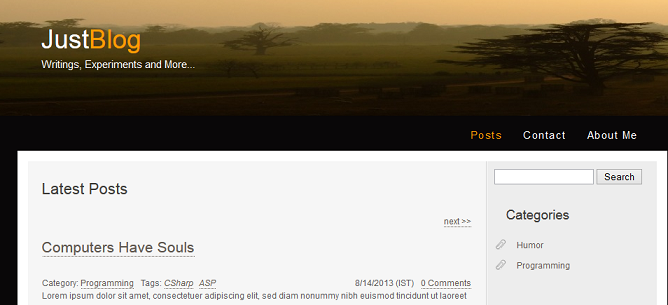 JustBlog
Writings, Experiments and More...
Posts Contact About Me
Latest Posts
next >>
Computers Have Souls
Category: Programming Tags: CSharp ASP 8/14/2013 (IST) 0 Comments
Lorem ipsum dolor sit amet, consectetuer adipiscing elit, sed diam nonummy nibh euismod tincidunt ut laoreet
Search
Categories
Humor
Programming